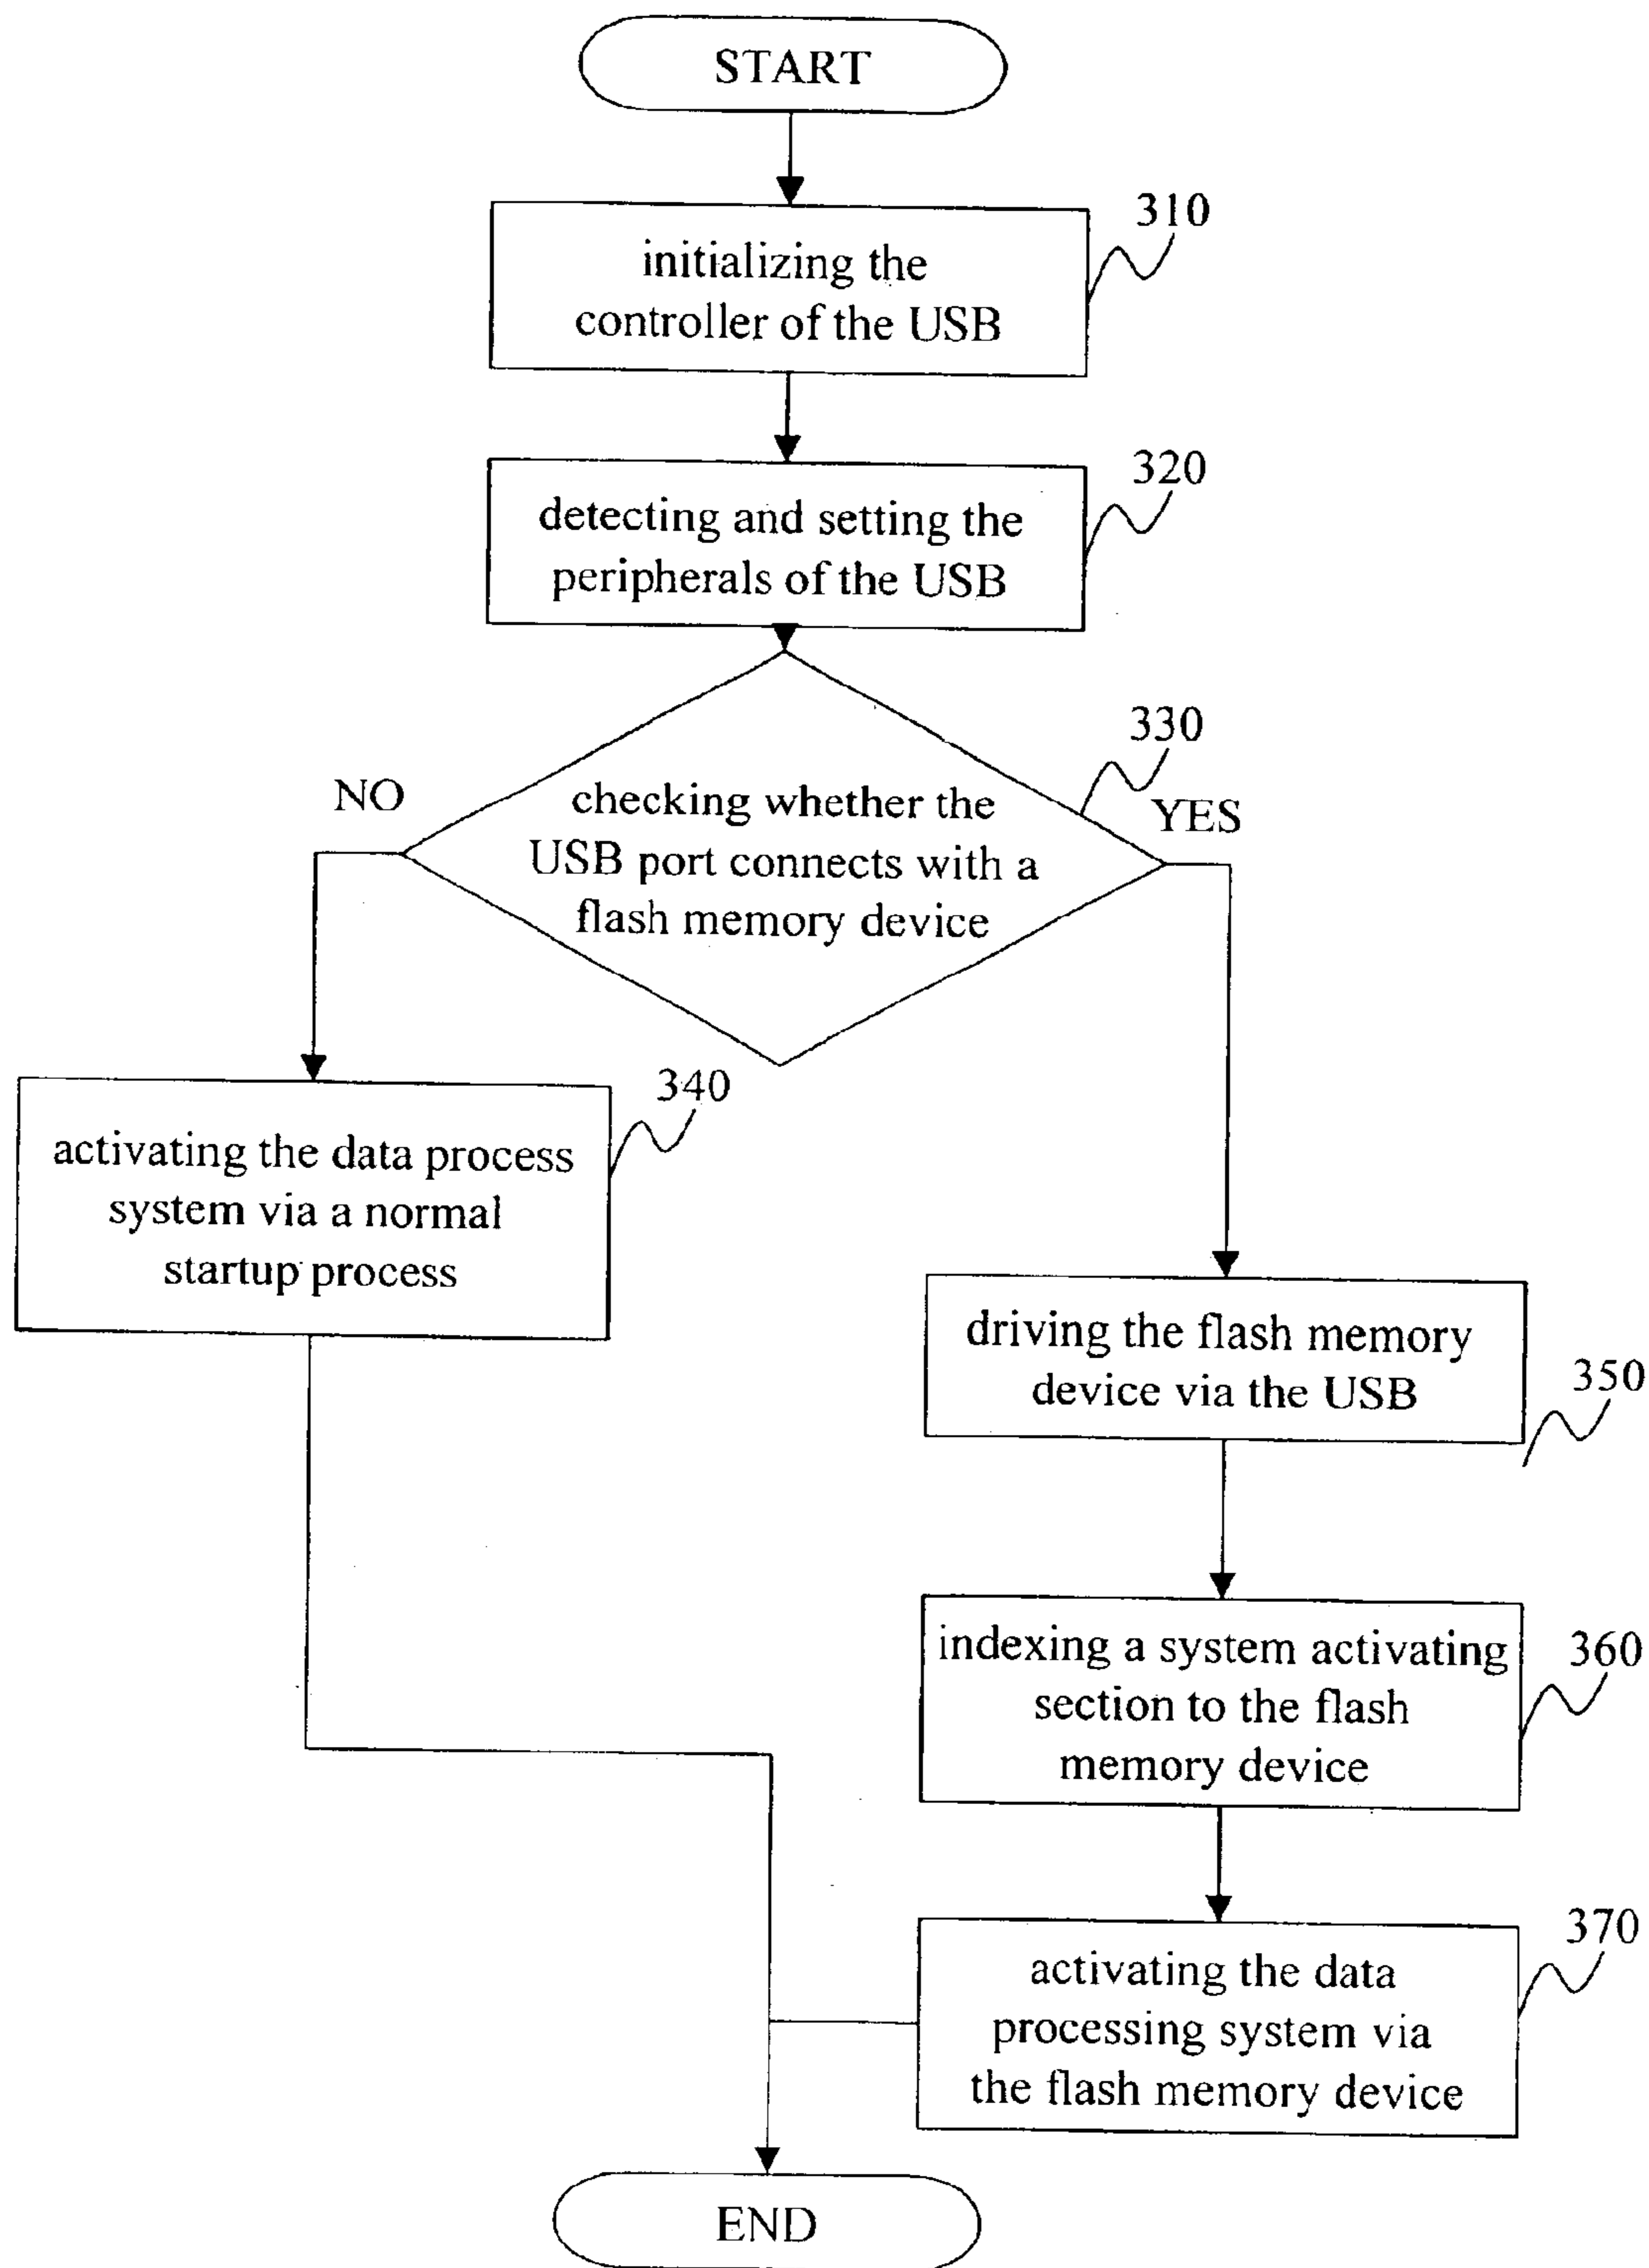 START
310
initializing the
controller of the USB
320
detecting and setting the
peripherals of the USB
330
NO
YES
checking whether the
USB port connects with a
flash memory device
340
activating the data process
system via a normal
startup process
driving the flash memory
device via the USB
350
indexing a system activating
section to the flash
memory device
360
370
activating the data
processing system via
the flash memory device
END